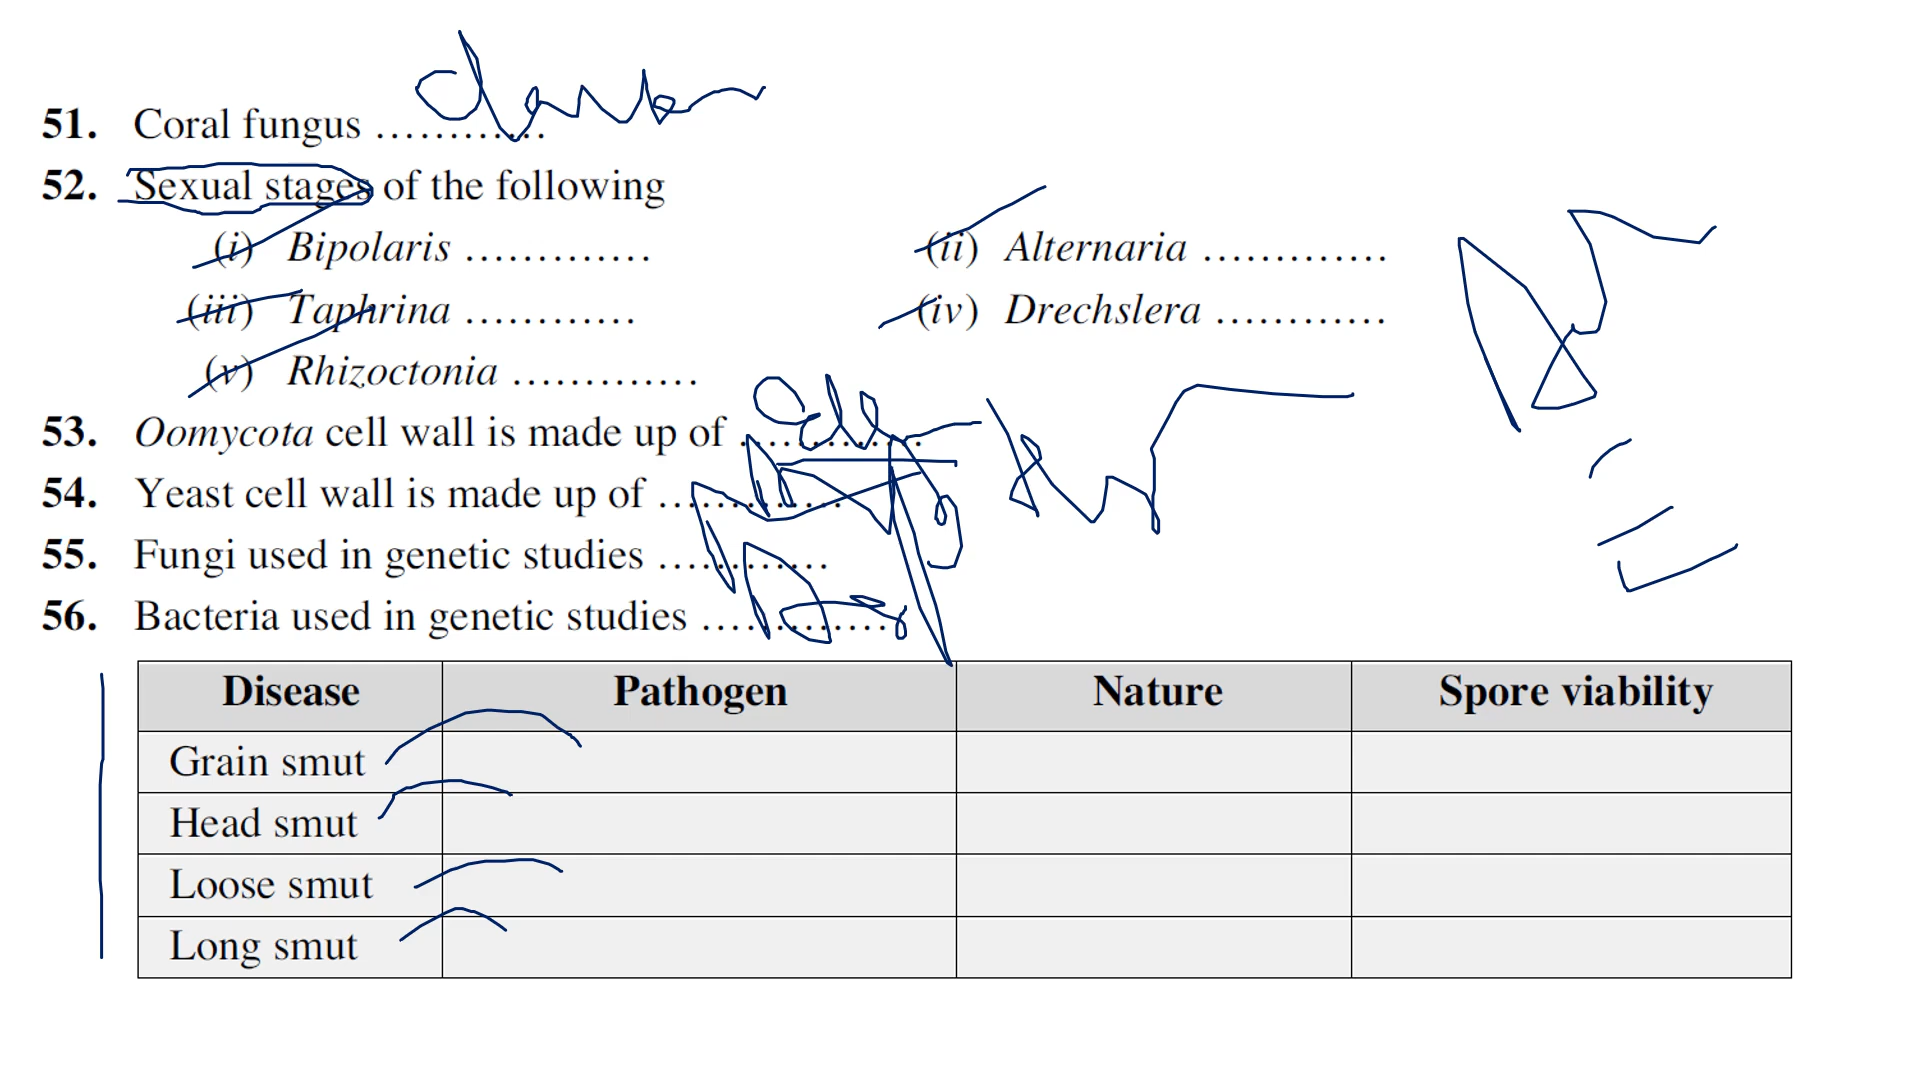 51. Coral fungus ............
52. Sexual stages of the following
(i) Bipolaris .............
(ii) Alternaria .............
(iii) Taphrina ............
(iv) Drechslera ............
(v) Rhizoctonia .............
53. Oomycota cell wall is made up of .............
54. Yeast cell wall is made up of .............
55. Fungi used in genetic studies ............
56. Bacteria used in genetic studies .............
Disease Pathogen Nature Spore viability
Grain smut
Head smut
Loose smut
Long smut